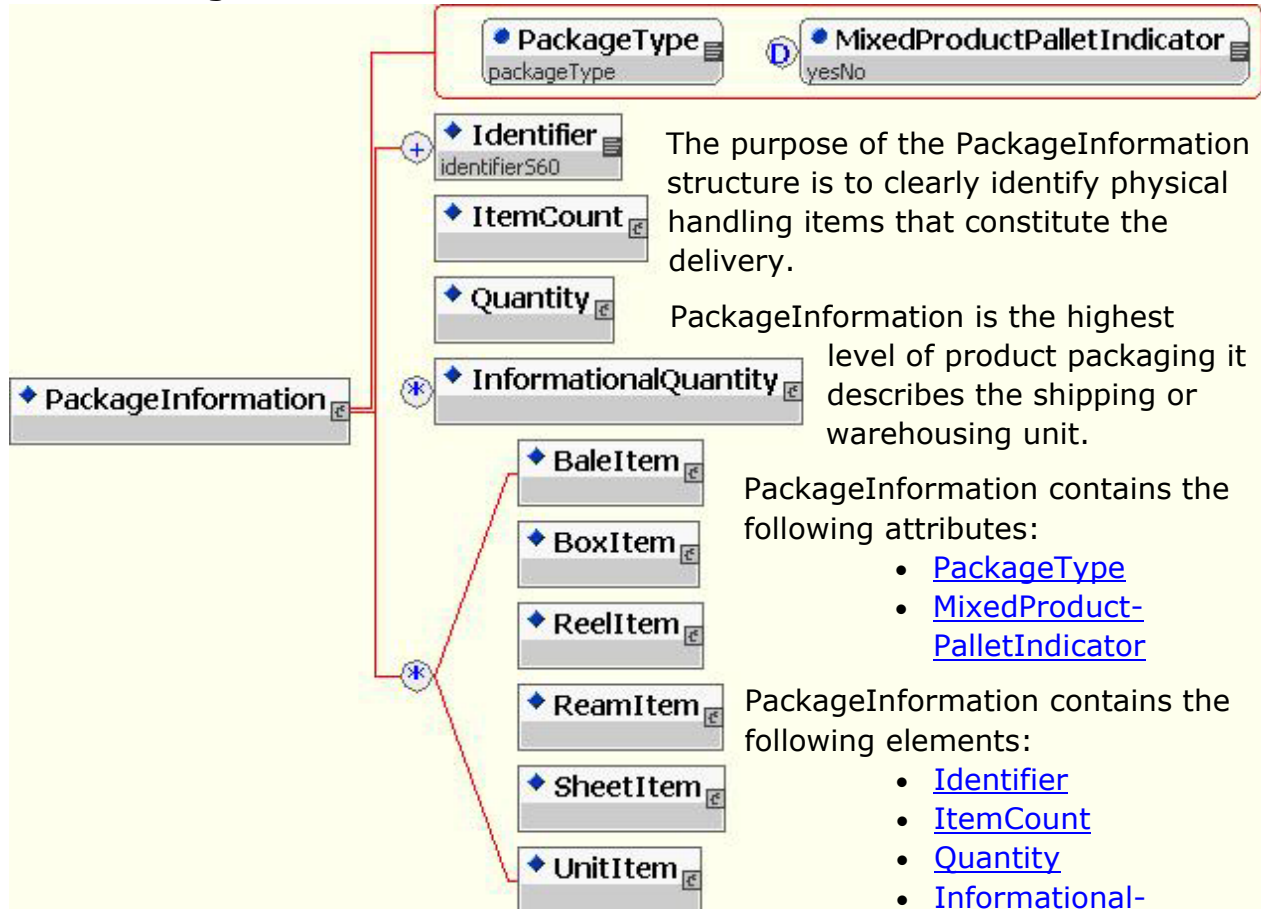 PackageType
packageType
D
MixedProductPalletIndicator
yesNo
+
Identifier
identifierS60
ItemCount
Quantity
*
InformationalQuantity
PackageInformation
BaleItem
BoxItem
ReelItem
*
ReamItem
SheetItem
UnitItem
The purpose of the PackageInformation
structure is to clearly identify physical
handling items that constitute the
delivery.
PackageInformation is the highest
level of product packaging it
describes the shipping or
warehousing unit.
PackageInformation contains the
following attributes:
• PackageType
• MixedProduct-
PalletIndicator
PackageInformation contains the
following elements:
• Identifier
• ItemCount
• Quantity
• Informational-